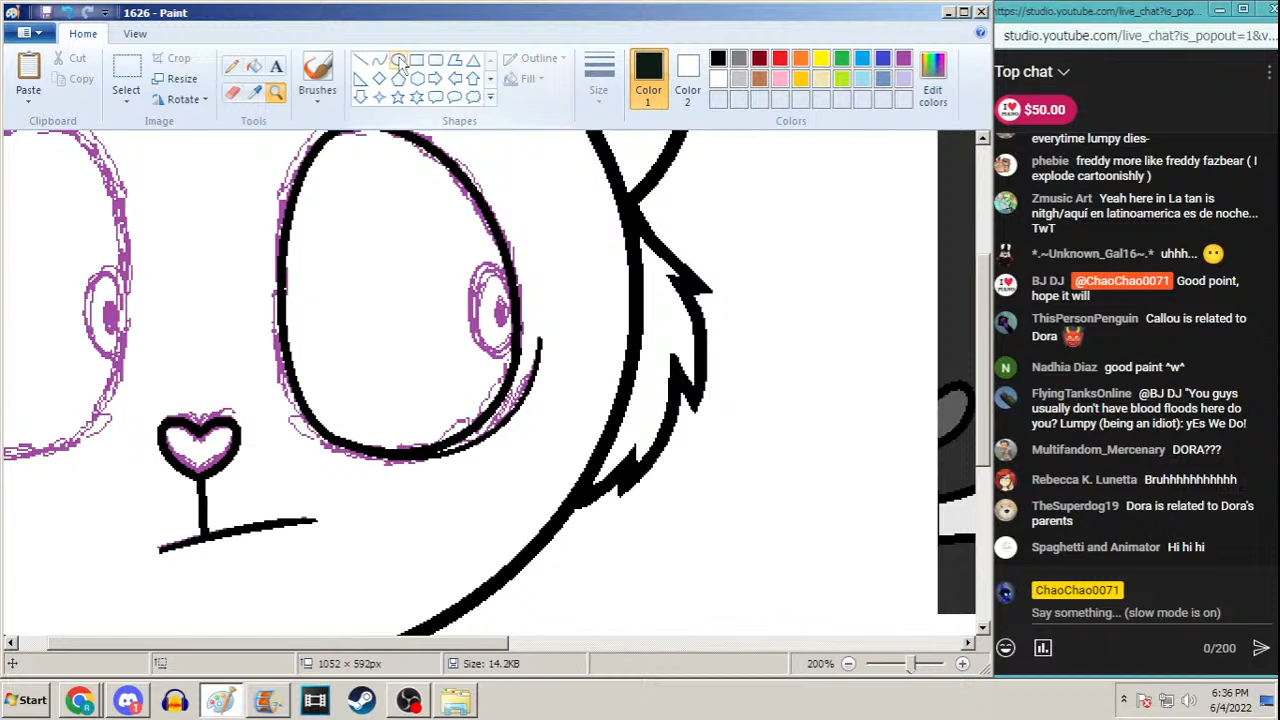 1626 - Paint
https://studio.youtube.com/live_chat?is_pop...
Home
View
studio.youtube.com/live_chat?is_popout=1&v...
Paste
Cut
Copy
Select
Crop
Resize
Rotate
Brushes
Outline
Fill
Size
Color
1
Color
2
Edit
colors
Clipboard
Image
Tools
Shapes
Colors
Top chat
$50.00
everytime lumpy dies-
phebie freddy more like freddy fazbear ( I
explode cartoonishly )
Zmusic Art Yeah here in La tan is
nitgh/aquí en latinoamerica es de noche...
TwT
*.~Unknown_Gal16~.* uhhh...
BJ DJ @ChaoChao0071 Good point,
hope it will
ThisPersonPenguin Callou is related to
Dora
Nadhia Diaz good paint ^w^
FlyingTanksOnline @BJ DJ "You guys
usually don't have blood floods here do
you? Lumpy (being an idiot): yEs We Do!
Multifandom_Mercenary DORA???
Rebecca K. Lunetta Bruhhhhhhhhhh
TheSuperdog19 Dora is related to Dora's
parents
Spaghetti and Animator Hi hi hi
ChaoChao0071
Say something... (slow mode is on)
0/200
1052 × 592px
Size: 14.2KB
200%
Start
6:36 PM
6/4/2022